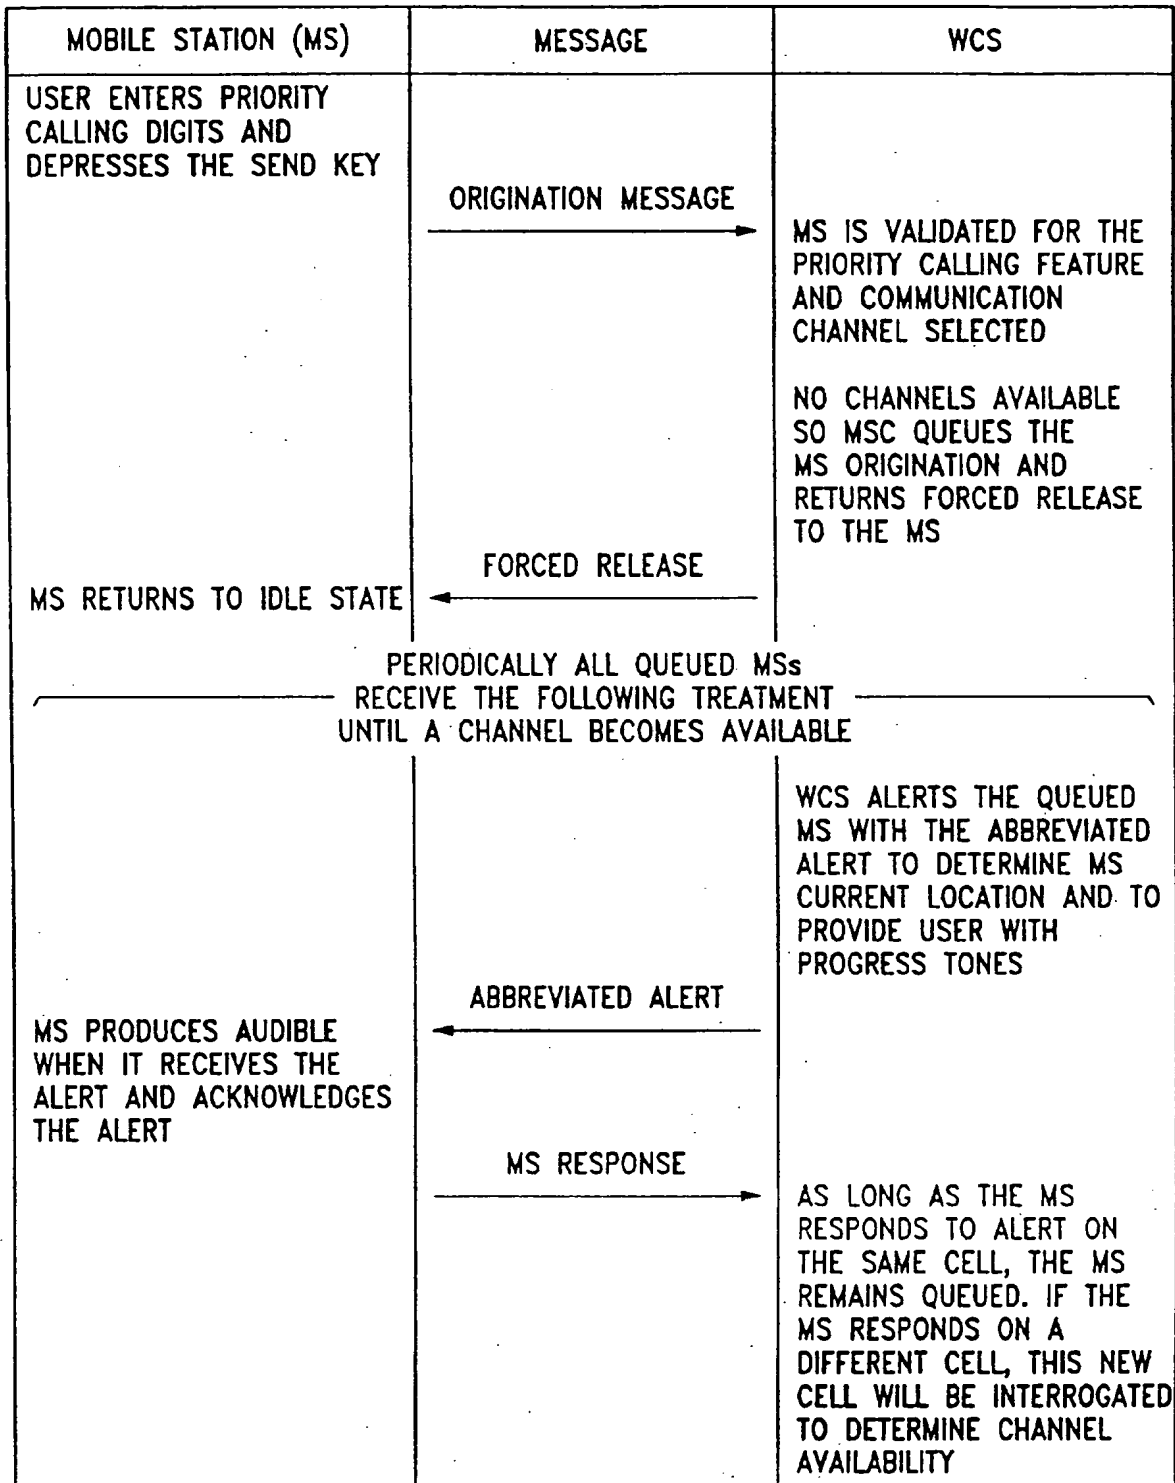 MOBILE STATION (MS)
MESSAGE
WCS
USER ENTERS PRIORITY
CALLING DIGITS AND
DEPRESSES THE SEND KEY
ORIGINATION MESSAGE
MS IS VALIDATED FOR THE
PRIORITY CALLING FEATURE
AND COMMUNICATION
CHANNEL SELECTED
NO CHANNELS AVAILABLE
SO MSC QUEUES THE
MS ORIGINATION AND
RETURNS FORCED RELEASE
TO THE MS
FORCED RELEASE
MS RETURNS TO IDLE STATE
PERIODICALLY ALL QUEUED MSs
RECEIVE THE FOLLOWING TREATMENT
UNTIL A CHANNEL BECOMES AVAILABLE
WCS ALERTS THE QUEUED
MS WITH THE ABBREVIATED
ALERT TO DETERMINE MS
CURRENT LOCATION AND TO
PROVIDE USER WITH
PROGRESS TONES
ABBREVIATED ALERT
MS PRODUCES AUDIBLE
WHEN IT RECEIVES THE
ALERT AND ACKNOWLEDGES
THE ALERT
MS RESPONSE
AS LONG AS THE MS
RESPONDS TO ALERT ON
THE SAME CELL, THE MS
REMAINS QUEUED. IF THE
MS RESPONDS ON A
DIFFERENT CELL, THIS NEW
CELL WILL BE INTERROGATED
TO DETERMINE CHANNEL
AVAILABILITY